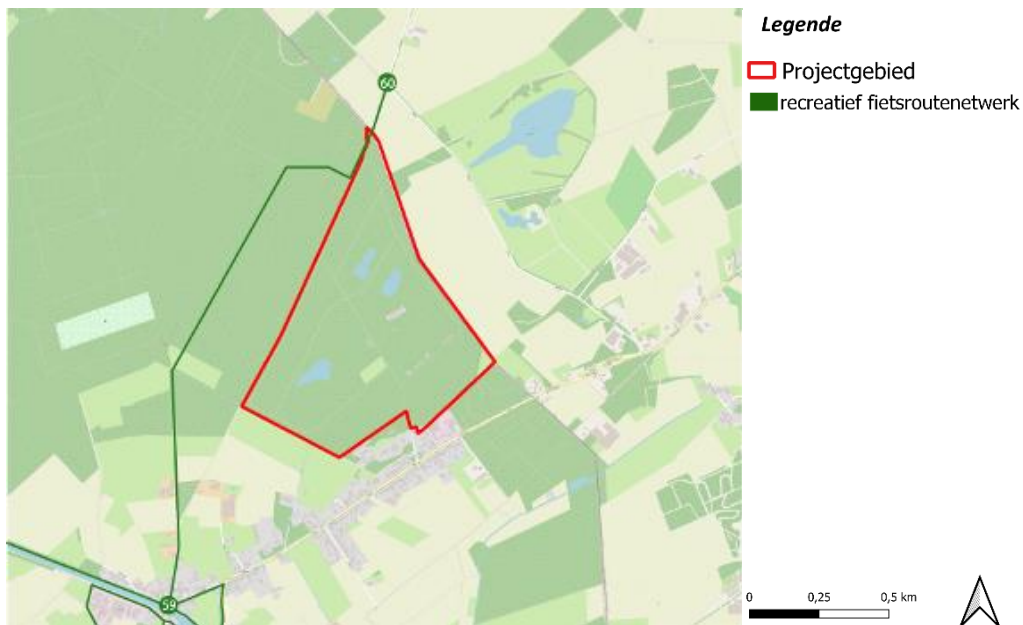 Legende
Projectgebied
recreatief fietsroutenetwerk
60
59
0 0,25 0,5 km